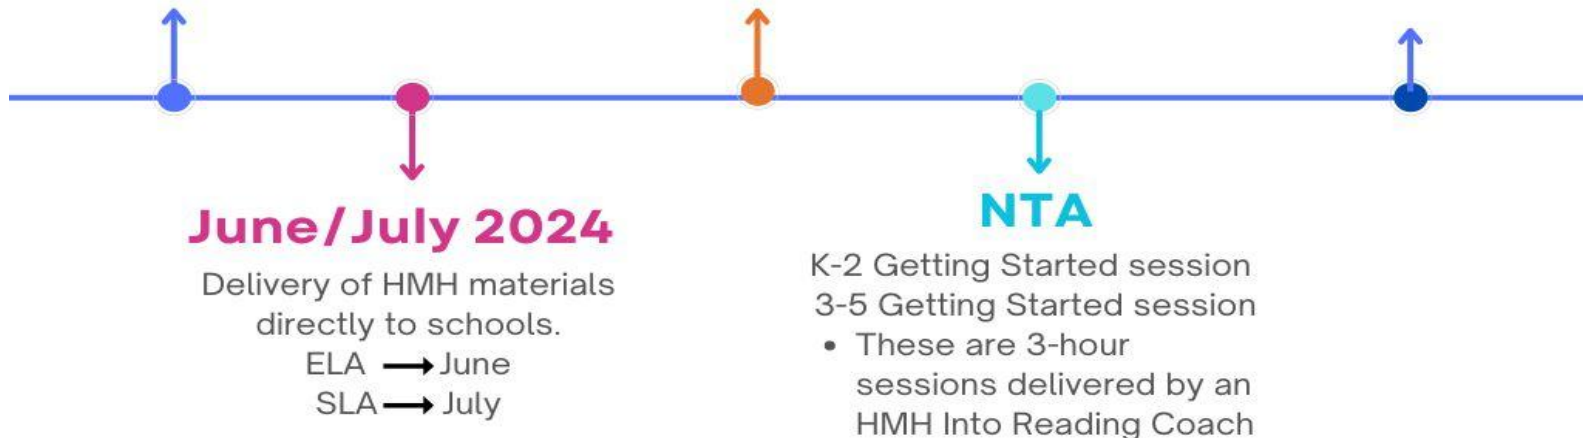 June/July 2024
Delivery of HMH materials
directly to schools.
ELA → June
SLA → July
NTA
K-2 Getting Started session
3-5 Getting Started session
• These are 3-hour
sessions delivered by an
HMH Into Reading Coach